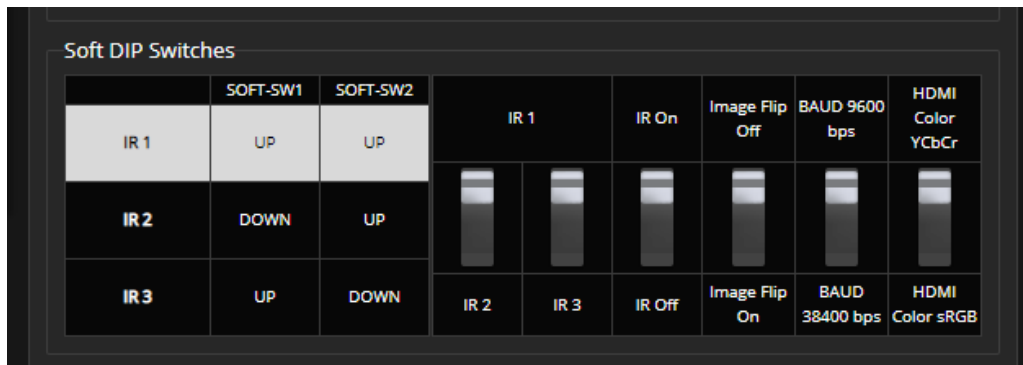 Soft DIP Switches
SOFT-SW1 SOFT-SW2
IR 1 UP UP
IR 2 DOWN UP
IR 3 UP DOWN
IR 1
IR On
Image Flip
Off
BAUD 9600
bps
HDMI
Color
YCbCr
IR 2
IR 3
IR Off
Image Flip
On
BAUD
38400 bps
HDMI
Color sRGB